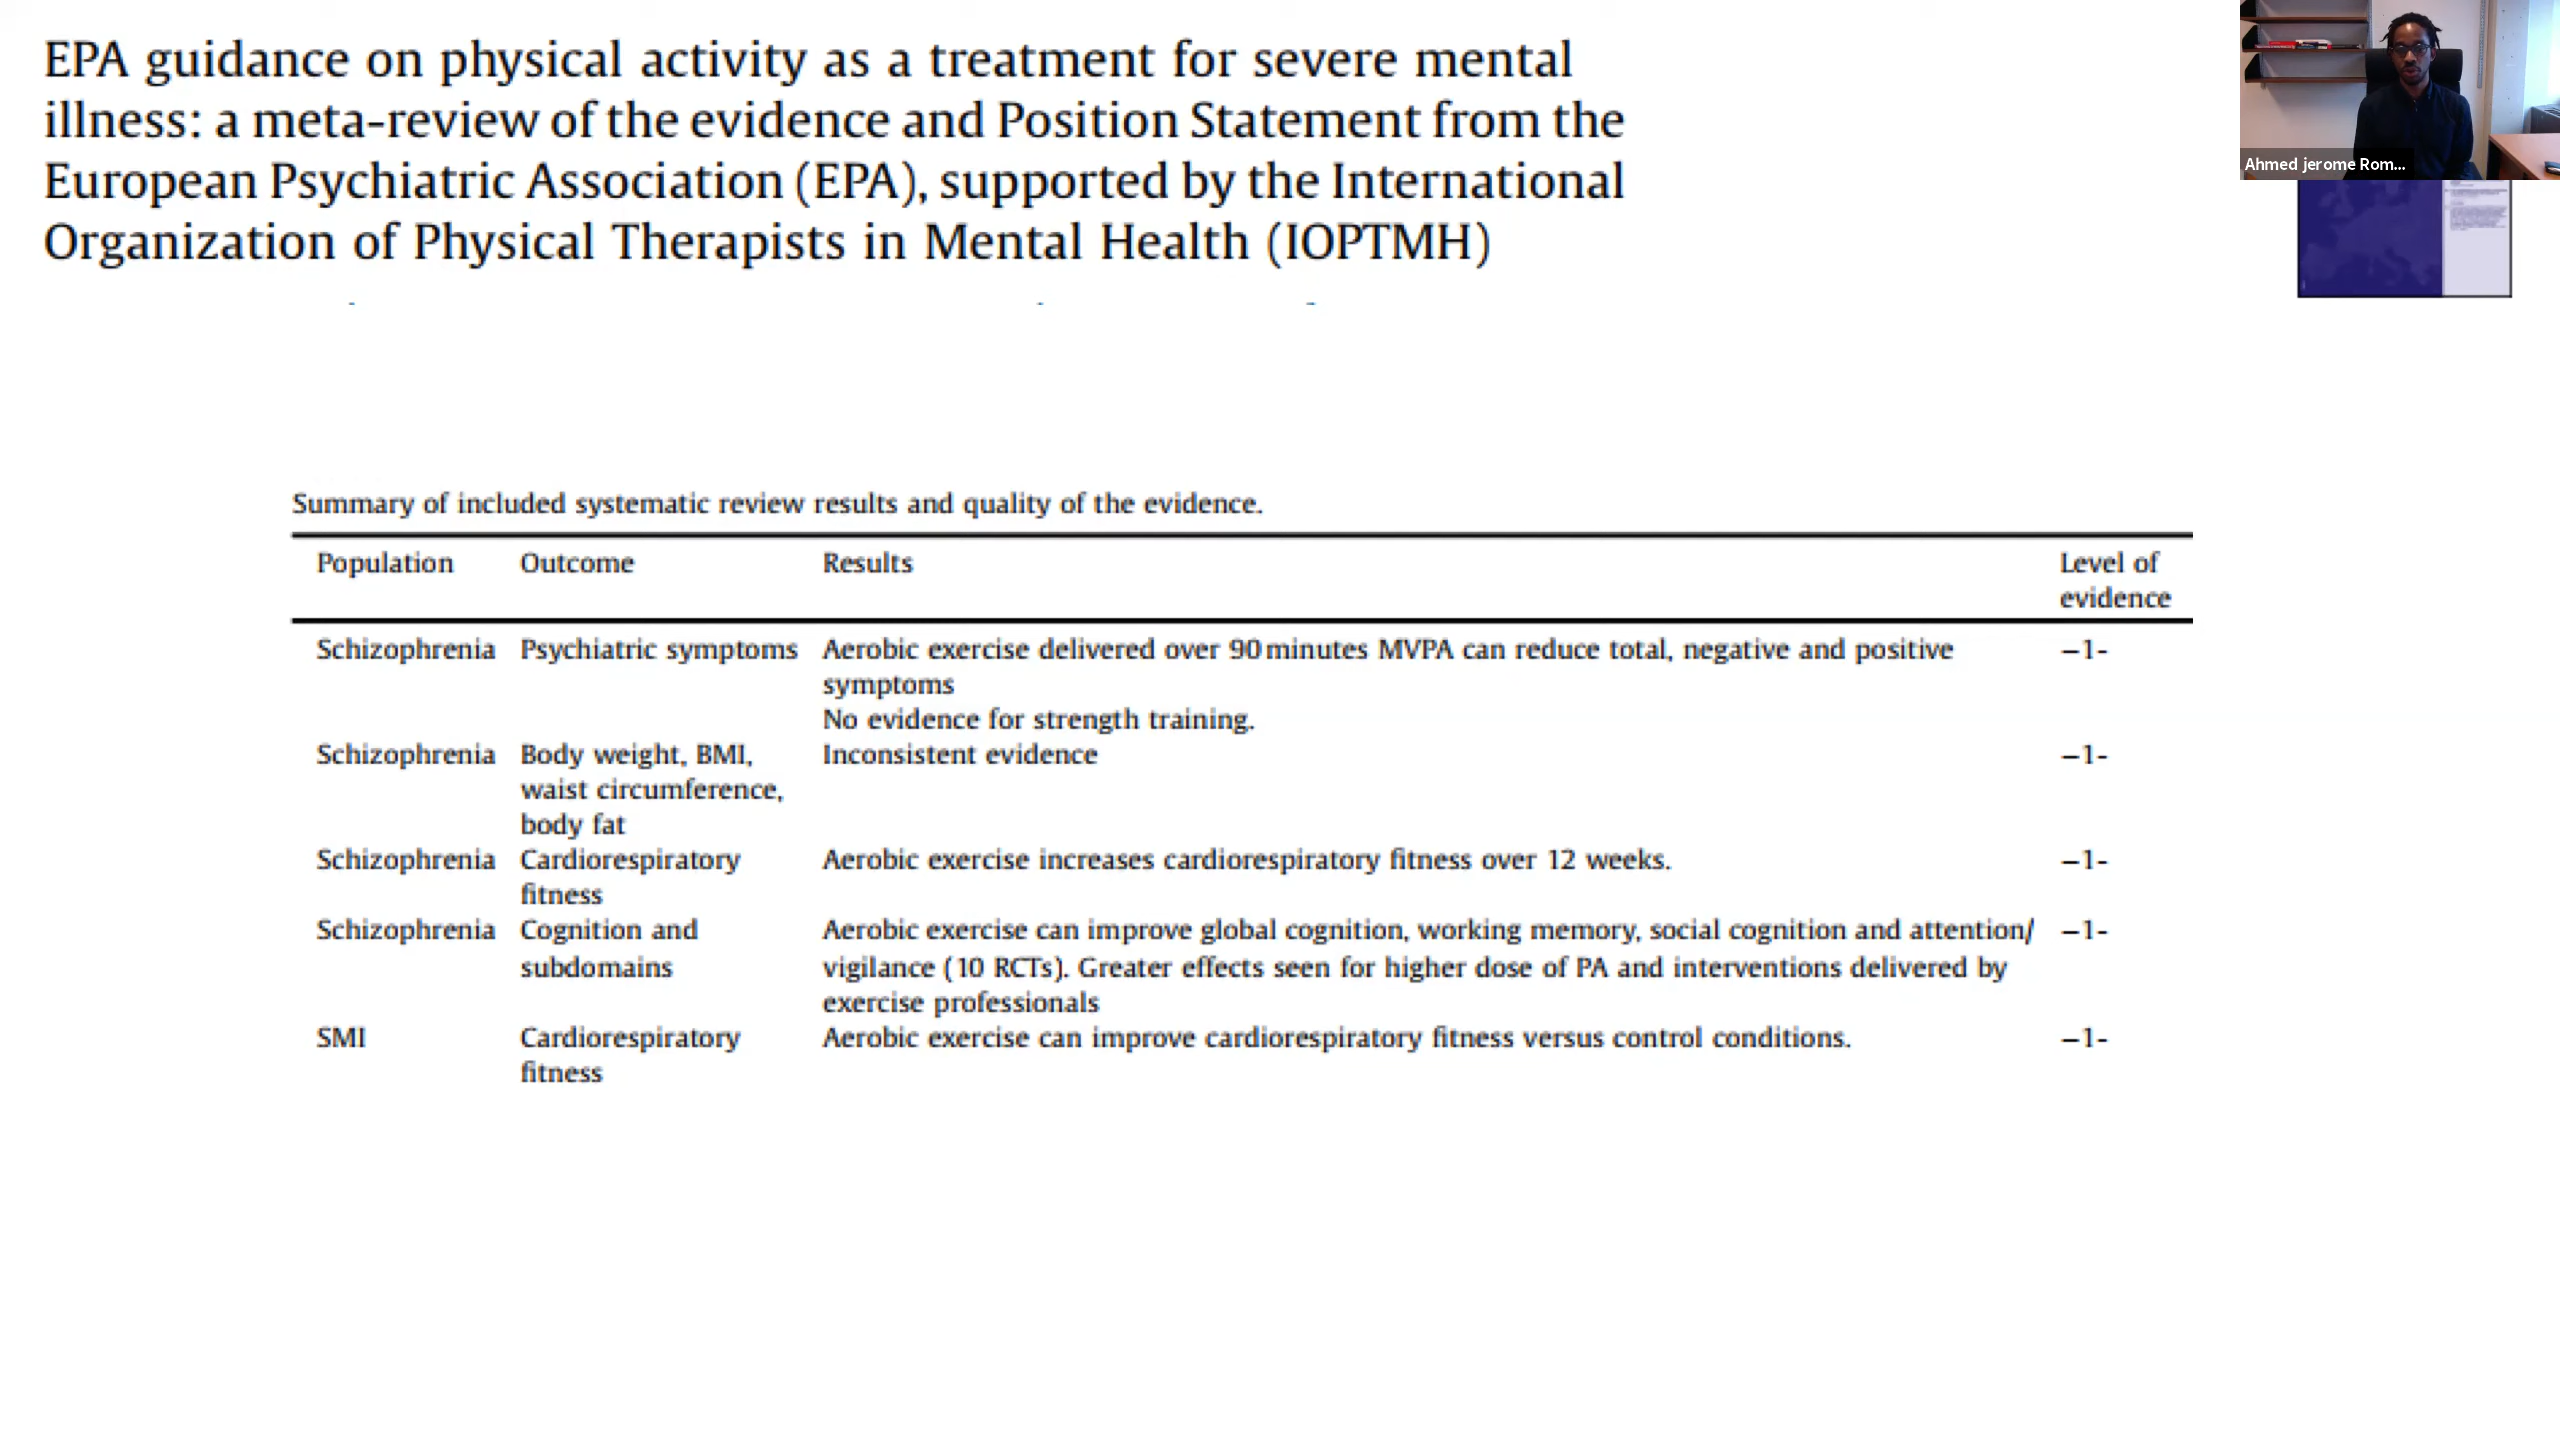 EPA guidance on physical activity as a treatment for severe mental
illness: a meta-review of the evidence and Position Statement from the
European Psychiatric Association (EPA), supported by the International
Organization of Physical Therapists in Mental Health (IOPTMH)
Ahmed jerome Rom...
Summary of included systematic review results and quality of the evidence.
Population Outcome Results Level of
evidence
Schizophrenia Psychiatric symptoms Aerobic exercise delivered over 90 minutes MVPA can reduce total, negative and positive –1-
symptoms
No evidence for strength training.
Schizophrenia Body weight, BMI, Inconsistent evidence –1-
waist circumference,
body fat
Schizophrenia Cardiorespiratory Aerobic exercise increases cardiorespiratory fitness over 12 weeks. –1-
fitness
Schizophrenia Cognition and Aerobic exercise can improve global cognition, working memory, social cognition and attention/ –1-
subdomains vigilance (10 RCTs). Greater effects seen for higher dose of PA and interventions delivered by
exercise professionals
SMI Cardiorespiratory Aerobic exercise can improve cardiorespiratory fitness versus control conditions. –1-
fitness